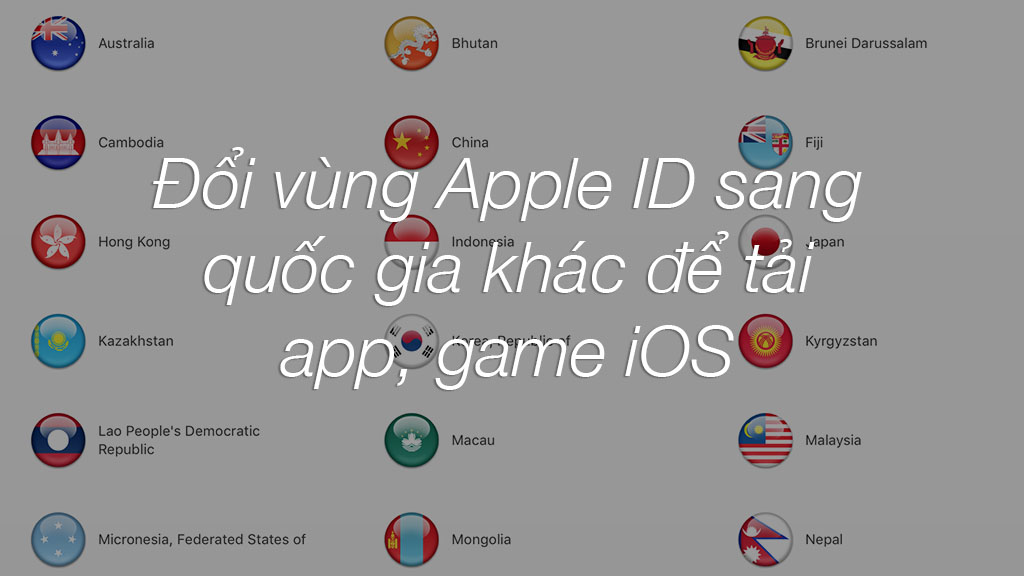 Australia
Bhutan
Brunei Darussalam
Cambodia
China
Fiji
Đổi vùng Apple ID sang
Hong Kong
Indonesia
Japan
quốc gia khác để tải
Kazakhstan
Korea, Republic of
Kyrgyzstan
app, game iOS
Lao People's Democratic
Republic
Macau
Malaysia
Micronesia, Federated States of
Mongolia
Nepal